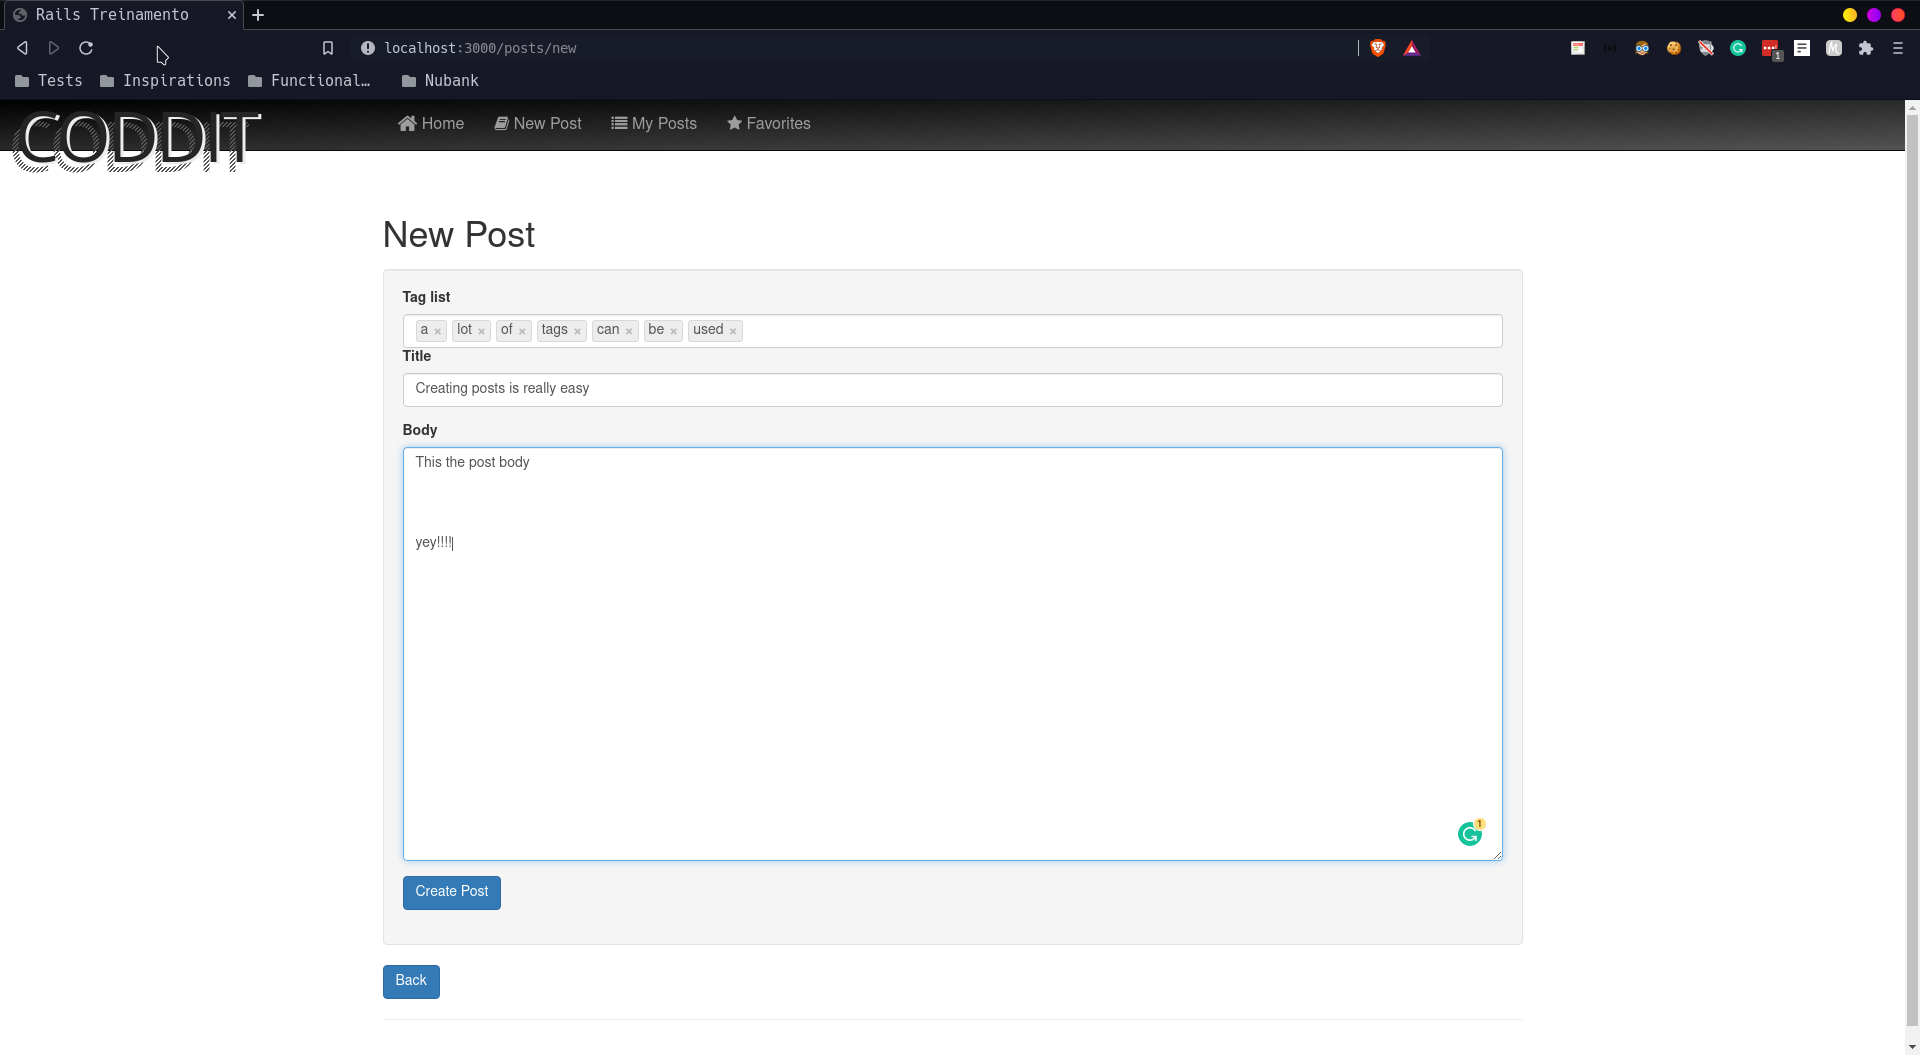 Rails Treinamento
localhost:3000/posts/new
1
Tests Inspirations Functional… Nubank
CODDIT Home New Post My Posts Favorites
New Post
Tag list
a × lot × of × tags × can × be × used ×
Title
Creating posts is really easy
Body
This the post body
yey!!!!
1
Create Post
Back